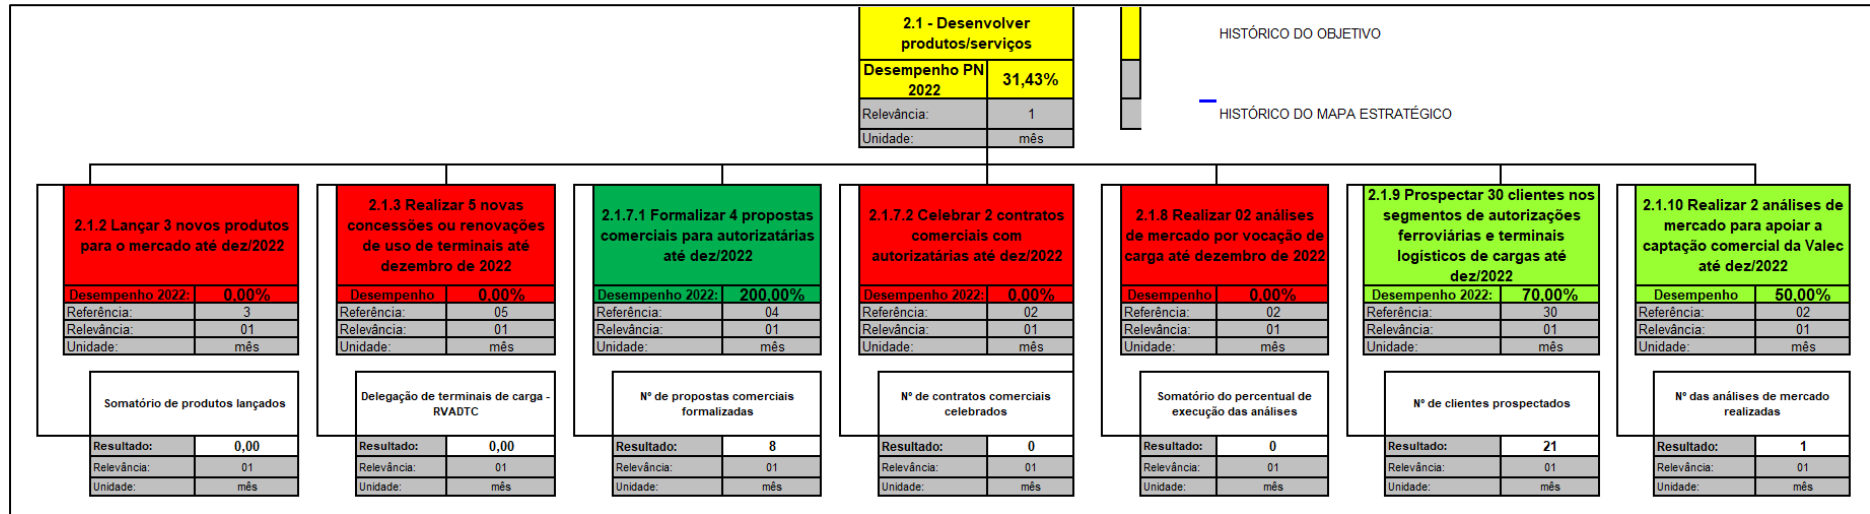 2.1 - Desenvolver
produtos/serviços
Desempenho PN
2022
31,43%
Relevância: 1
Unidade: mês
HISTÓRICO DO OBJETIVO
HISTÓRICO DO MAPA ESTRATÉGICO
2.1.2 Lançar 3 novos produtos
para o mercado até dez/2022
Desempenho 2022: 0,00%
Referência: 3
Relevância: 01
Unidade: mês
Somatório de produtos lançados
Resultado: 0,00
Relevância: 01
Unidade: mês
2.1.3 Realizar 5 novas
concessões ou renovações
de uso de terminais até
dezembro de 2022
Desempenho 0,00%
Referência: 05
Relevância: 01
Unidade: mês
Delegação de terminais de carga -
RVADTC
Resultado: 0,00
Relevância: 01
Unidade: mês
2.1.7.1 Formalizar 4 propostas
comerciais para autorizatárias
até dez/2022
Desempenho 2022: 200,00%
Referência: 04
Relevância: 01
Unidade: mês
Nº de propostas comerciais
formalizadas
Resultado: 8
Relevância: 01
Unidade: mês
2.1.7.2 Celebrar 2 contratos
comerciais com
autorizatárias até dez/2022
Desempenho 2022: 0,00%
Referência: 02
Relevância: 01
Unidade: mês
Nº de contratos comerciais
celebrados
Resultado: 0
Relevância: 01
Unidade: mês
2.1.8 Realizar 02 análises
de mercado por vocação de
carga até dezembro de 2022
Desempenho 2022: 0,00%
Referência: 02
Relevância: 01
Unidade: mês
Somatório do percentual de
execução das análises
Resultado: 0
Relevância: 01
Unidade: mês
2.1.9 Prospectar 30 clientes nos
segmentos de autorizações
ferroviárias e terminais
logísticos de cargas até
dez/2022
Desempenho 2022: 70,00%
Referência: 30
Relevância: 01
Unidade: mês
Nº de clientes prospectados
Resultado: 21
Relevância: 01
Unidade: mês
2.1.10 Realizar 2 análises de
mercado para apoiar a
captação comercial da Valec
até dez/2022
Desempenho 50,00%
Referência: 02
Relevância: 01
Unidade: mês
Nº das análises de mercado
realizadas
Resultado: 1
Relevância: 01
Unidade: mês